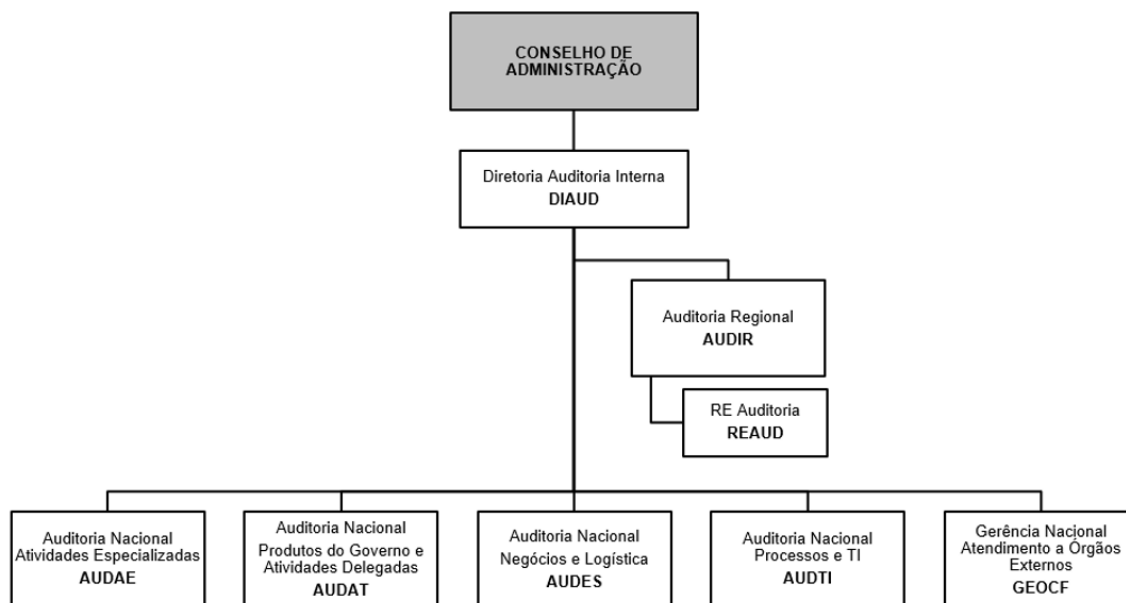 CONSELHO DE
ADMINISTRAÇÃO
Diretoria Auditoria Interna
DIAUD
Auditoria Regional
AUDIR
RE Auditoria
REAUD
Auditoria Nacional
Atividades Especializadas
AUDAE
Auditoria Nacional
Produtos do Governo e
Atividades Delegadas
AUDAT
Auditoria Nacional
Negócios e Logística
AUDES
Auditoria Nacional
Processos e TI
AUDTI
Gerência Nacional
Atendimento a Órgãos
Externos
GEOCF